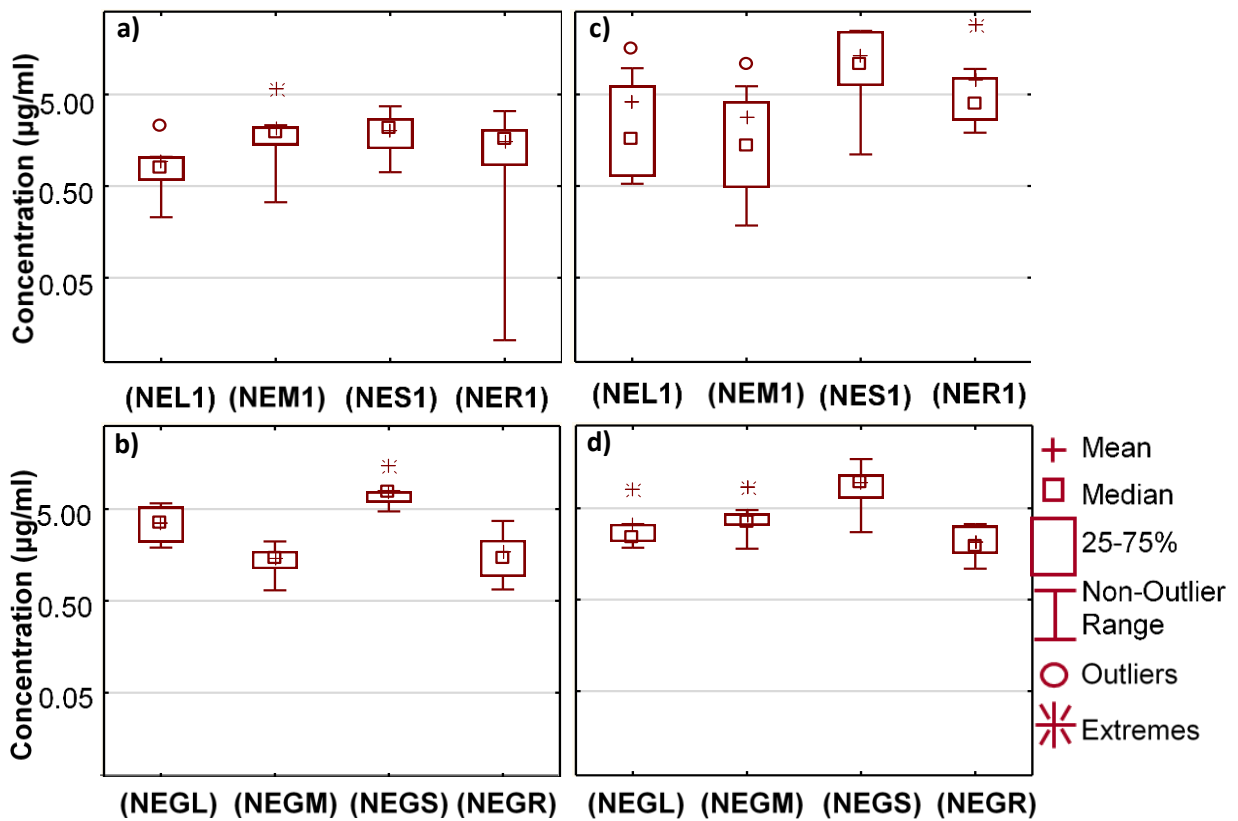 a)
c)
Concentration (µg/ml)
5.00
0.50
0.05
(NEL1) (NEM1) (NES1) (NER1)
(NEL1) (NEM1) (NES1) (NER1)
b)
d)
Concentration (µg/ml)
5.00
0.50
0.05
(NEGL) (NEGM) (NEGS) (NEGR)
(NEGL) (NEGM) (NEGS) (NEGR)
Mean
Median
25-75%
Non-Outlier
Range
Outliers
Extremes